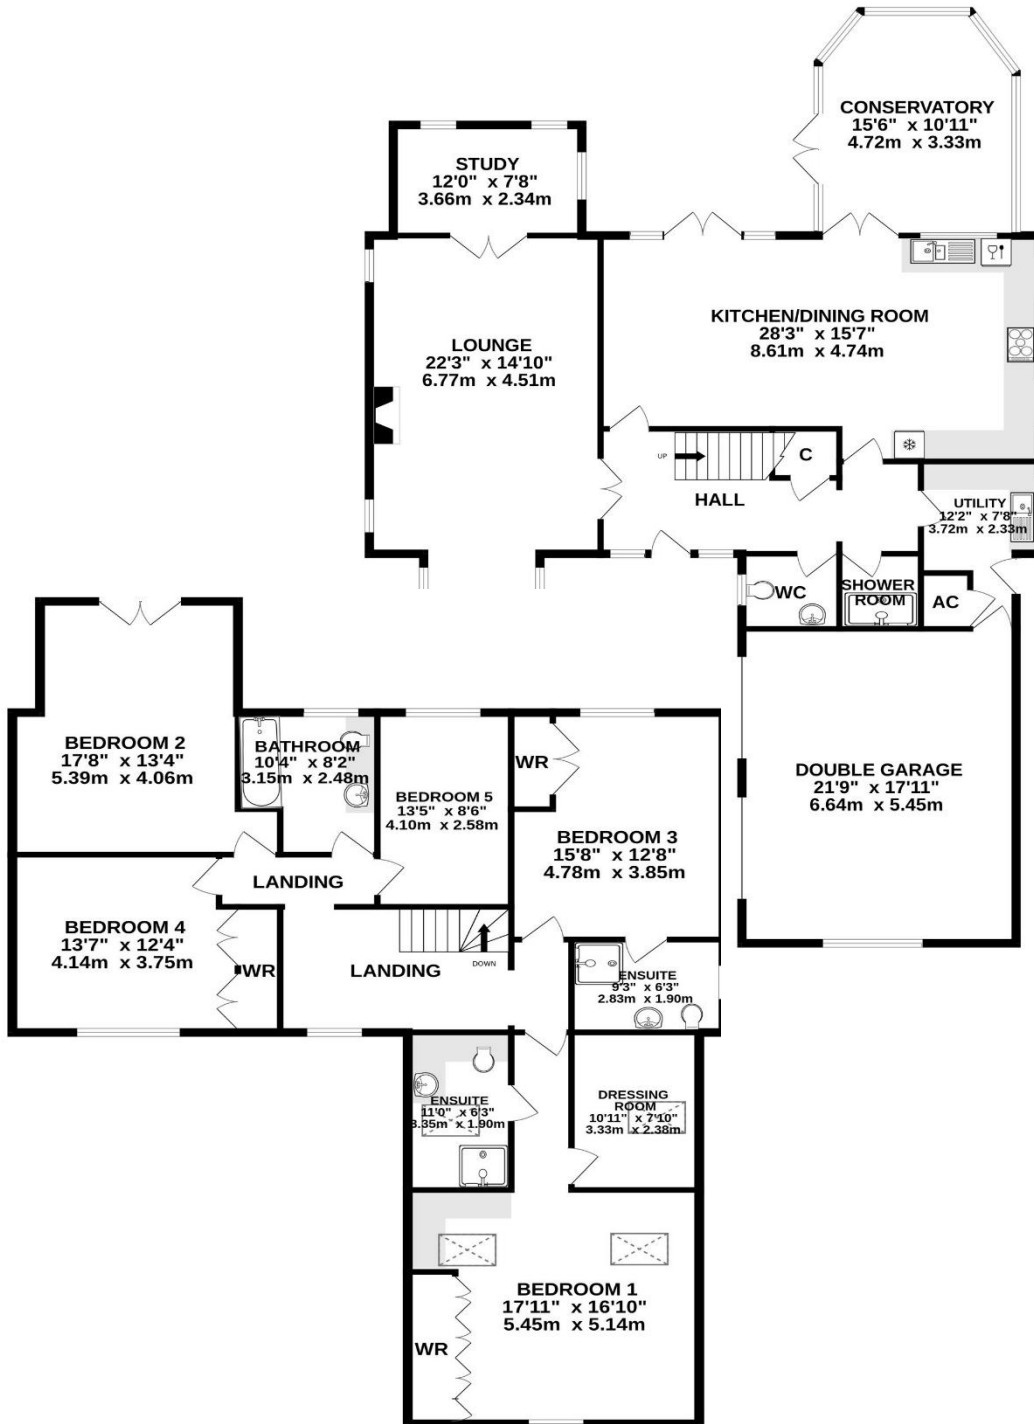 CONSERVATORY
15'6" x 10'11"
4.72m x 3.33m
STUDY
12'0" x 7'8"
3.66m x 2.34m
KITCHEN/DINING ROOM
28'3" x 15'7"
8.61m x 4.74m
LOUNGE
22'3" x 14'10"
6.77m x 4.51m
UP
C
HALL
UTILITY
12'2" x 7'8"
3.72m x 2.33m
WC
SHOWER
ROOM
AC
DOUBLE GARAGE
21'9" x 17'11"
6.64m x 5.45m
BEDROOM 2
17'8" x 13'4"
5.39m x 4.06m
BATHROOM
10'4" x 8'2"
3.15m x 2.48m
BEDROOM 5
13'5" x 8'6"
4.10m x 2.58m
WR
BEDROOM 3
15'8" x 12'8"
4.78m x 3.85m
LANDING
BEDROOM 4
13'7" x 12'4"
4.14m x 3.75m
WR
LANDING
DOWN
ENSUITE
9'3" x 6'3"
2.83m x 1.90m
ENSUITE
11'0" x 6'3"
3.35m x 1.90m
DRESSING
ROOM
10'11" x 7'10"
3.33m x 2.38m
BEDROOM 1
17'11" x 16'10"
5.45m x 5.14m
WR